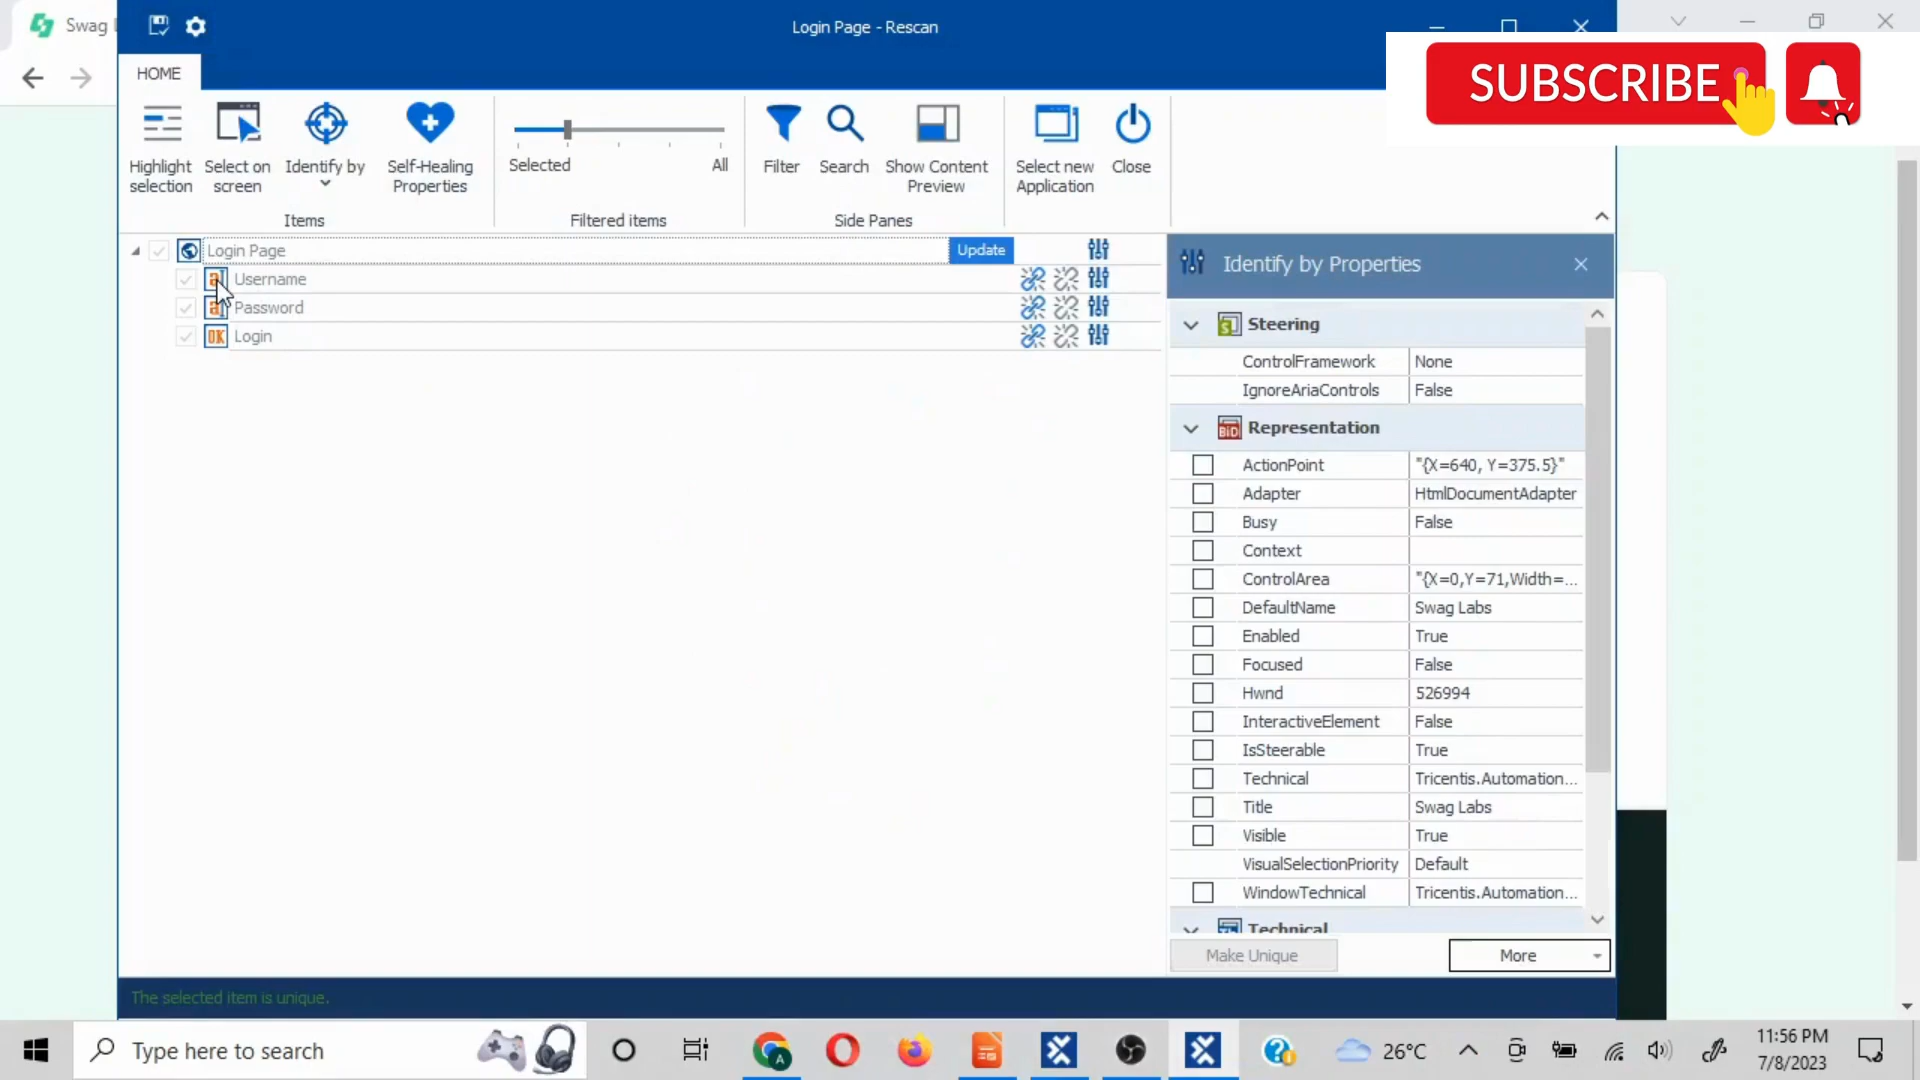 Swag L
Login Page - Rescan
SUBSCRIBE
HOME
Highlight selection
Select on screen
Identify by
Self-Healing Properties
Items
Selected
All
Filtered items
Filter
Search
Show Content Preview
Side Panes
Select new Application
Close
Login Page
Update
Username
Password
OK Login
Identify by Properties
Steering
ControlFramework None
IgnoreAriaControls False
BiD Representation
ActionPoint "{X=640, Y=375.5}"
Adapter HtmlDocumentAdapter
Busy False
Context
ControlArea "{X=0,Y=71,Width=...
DefaultName Swag Labs
Enabled True
Focused False
Hwnd 526994
InteractiveElement False
IsSteerable True
Technical Tricentis.Automation...
Title Swag Labs
Visible True
VisualSelectionPriority Default
WindowTechnical Tricentis.Automation...
Technical
Make Unique
More
The selected item is unique.
Type here to search
26°C
11:56 PM
7/8/2023